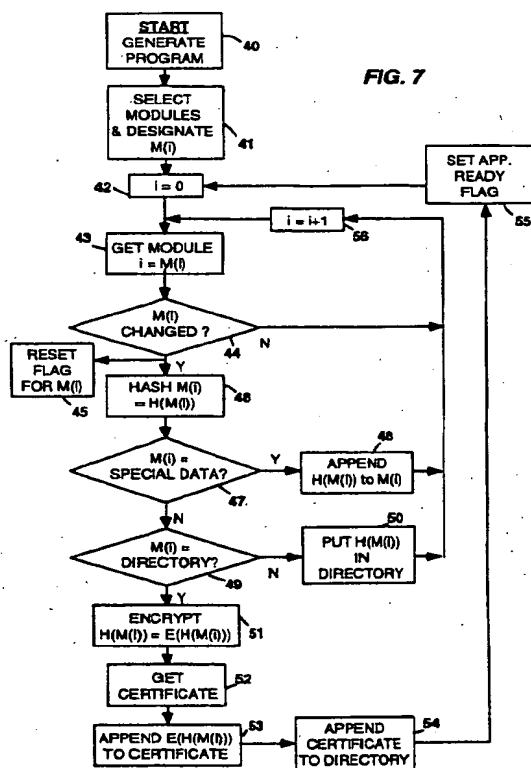 START
GENERATE
PROGRAM
40
FIG. 7
SELECT
MODULES
& DESIGNATE
M(i)
41
SET APP.
READY
FLAG
55
42
i = 0
i = i+1
56
43
GET MODULE
i = M(i)
M(i)
CHANGED ?
44
N
RESET
FLAG
FOR M(i)
45
Y
HASH M(i)
= H(M(i))
46
M(i) =
SPECIAL DATA?
47
Y
APPEND
H(M(i)) to M(i)
48
N
M(i) =
DIRECTORY?
49
N
PUT H(M(i))
IN
DIRECTORY
50
Y
ENCRYPT
H(M(i)) = E(H(M(i)))
51
GET
CERTIFICATE
52
APPEND E(H(M(i)))
TO CERTIFICATE
53
APPEND
CERTIFICATE
TO DIRECTORY
54